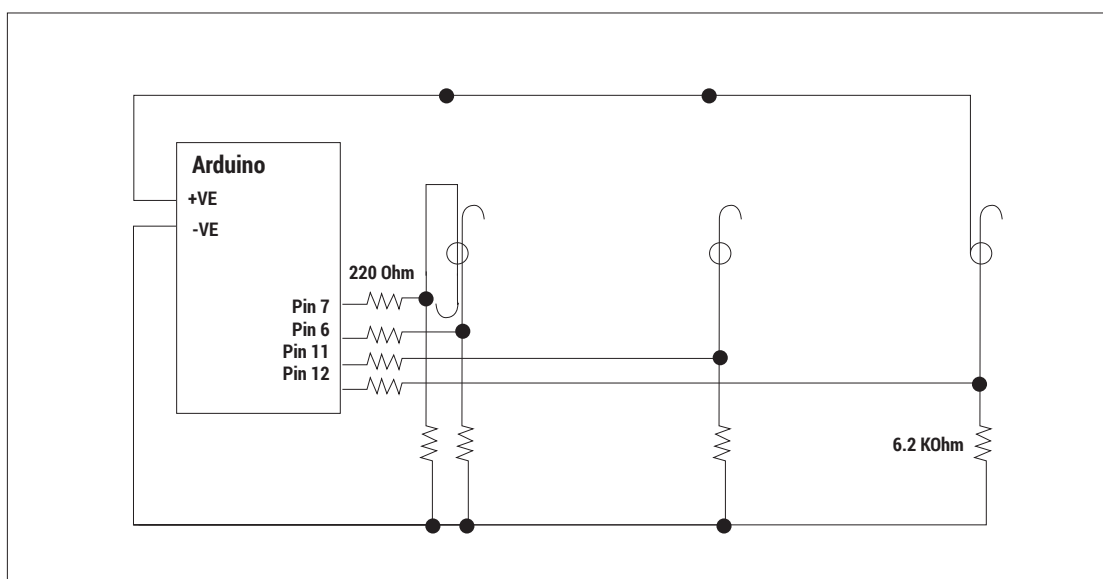 Arduino
+VE
-VE
220 Ohm
Pin 7
Pin 6
Pin 11
Pin 12
6.2 KOhm